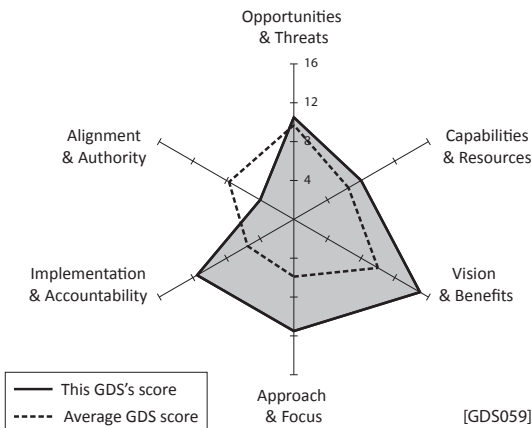 Opportunities
& Threats
16
12
8
4
Alignment
& Authority
Capabilities
& Resources
Implementation
& Accountability
Vision
& Benefits
Approach
& Focus
This GDS's score
Average GDS score
[GDS059]